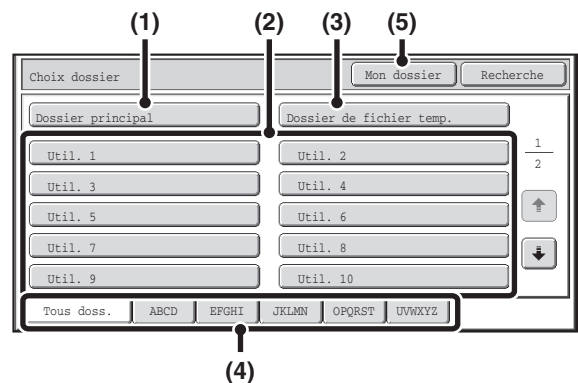 (1) (2) (3) (5)
Choix dossier Mon dossier Recherche
Dossier principal Dossier de fichier temp.
Util. 1 Util. 2
1
2
Util. 3 Util. 4
Util. 5 Util. 6
Util. 7 Util. 8
Util. 9 Util. 10
Tous doss. ABCD EFGHI JKLMN OPQRST UVWXYZ
(4)